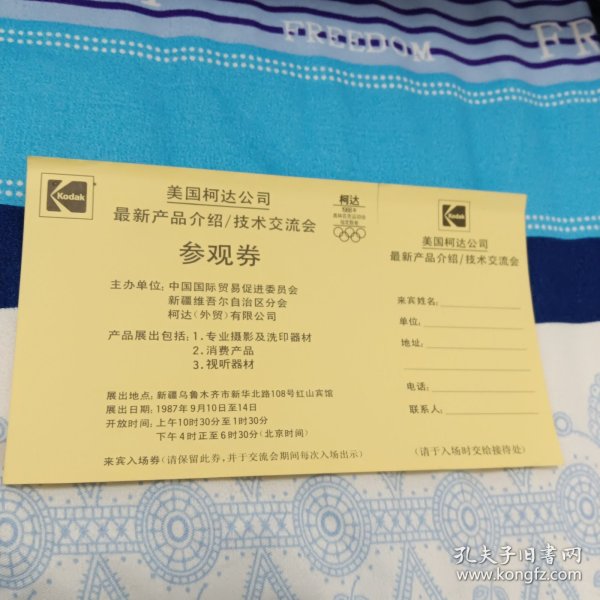 FREEDOM
FR
Kodak
美国柯达公司
最新产品介绍/技术交流会
参观券
柯达
主办单位：中国国际贸易促进委员会
新疆维吾尔自治区分会
柯达（外贸）有限公司
产品展出包括：1．专业摄影及洗印器材
2．消费产品
3．视听器材
展出地点：新疆乌鲁木齐市新华北路108号红山宾馆
展出日期：1987年9月10日至14日
开放时间：上午10时30分至1时30分
下午4时正至6时30分（北京时间）
来宾入场券（请保留此券，并于交流会期间每次入场出示）
Kodak
美国柯达公司
最新产品介绍/技术交流会
来宾姓名：
单位：
地址：
电话：
联系人：
（请于入场时交给接待处）
孔夫子旧书网
www.kongfz.com